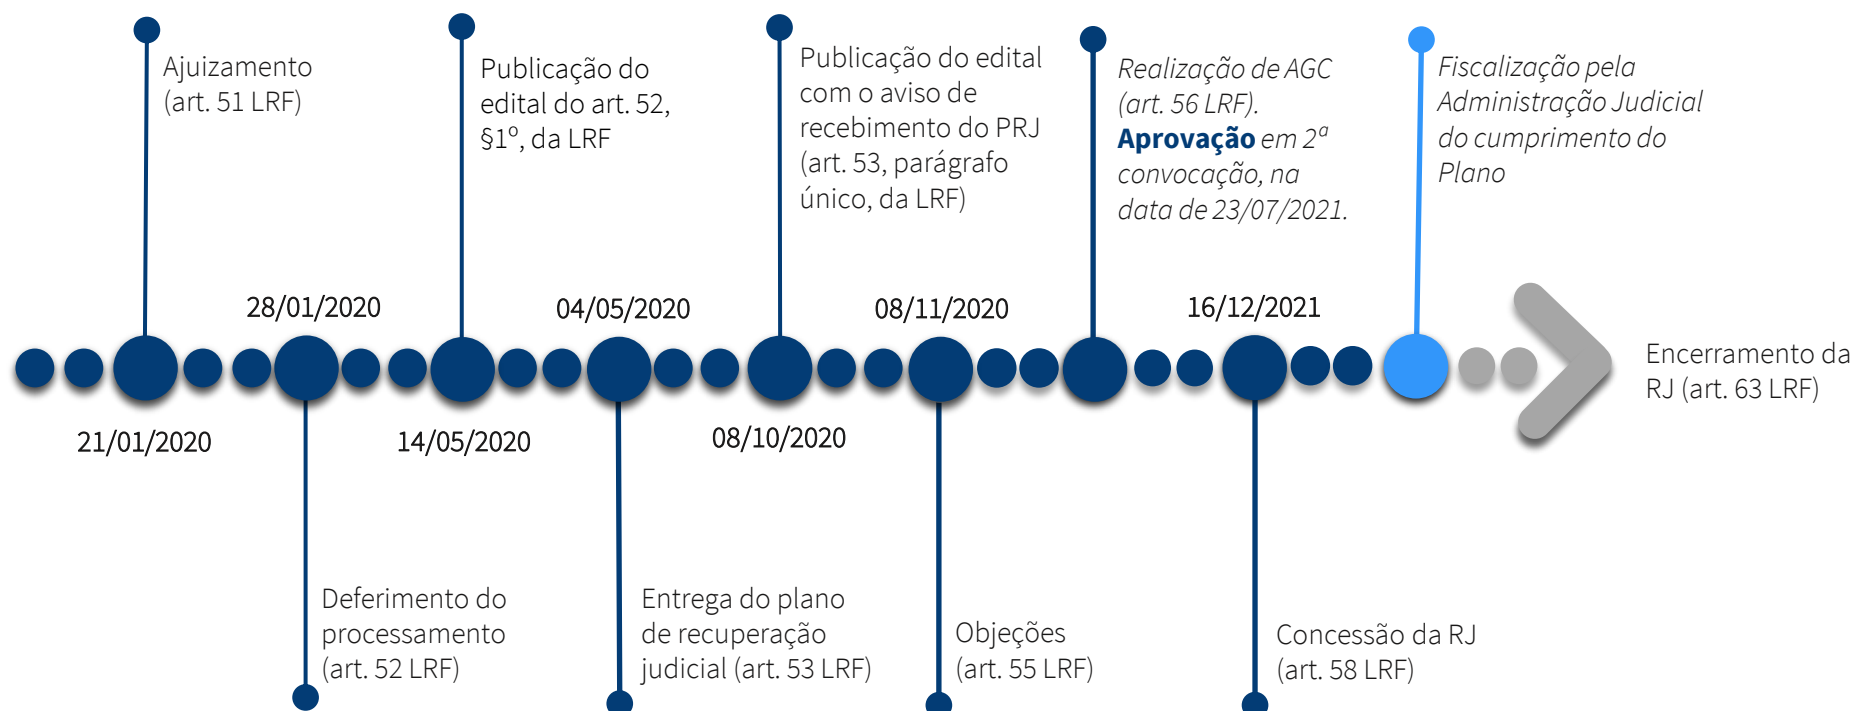 Ajuizamento
(art. 51 LRF)
Publicação do
edital do art. 52,
§1º, da LRF
Publicação do edital
com o aviso de
recebimento do PRJ
(art. 53, parágrafo
único, da LRF)
Realização de AGC
(art. 56 LRF).
Aprovação em 2ª
convocação, na
data de 23/07/2021.
Fiscalização pela
Administração Judicial
do cumprimento do
Plano
28/01/2020
04/05/2020
08/11/2020
16/12/2021
Encerramento da
RJ (art. 63 LRF)
21/01/2020
14/05/2020
08/10/2020
Deferimento do
processamento
(art. 52 LRF)
Entrega do plano
de recuperação
judicial (art. 53 LRF)
Objeções
(art. 55 LRF)
Concessão da RJ
(art. 58 LRF)